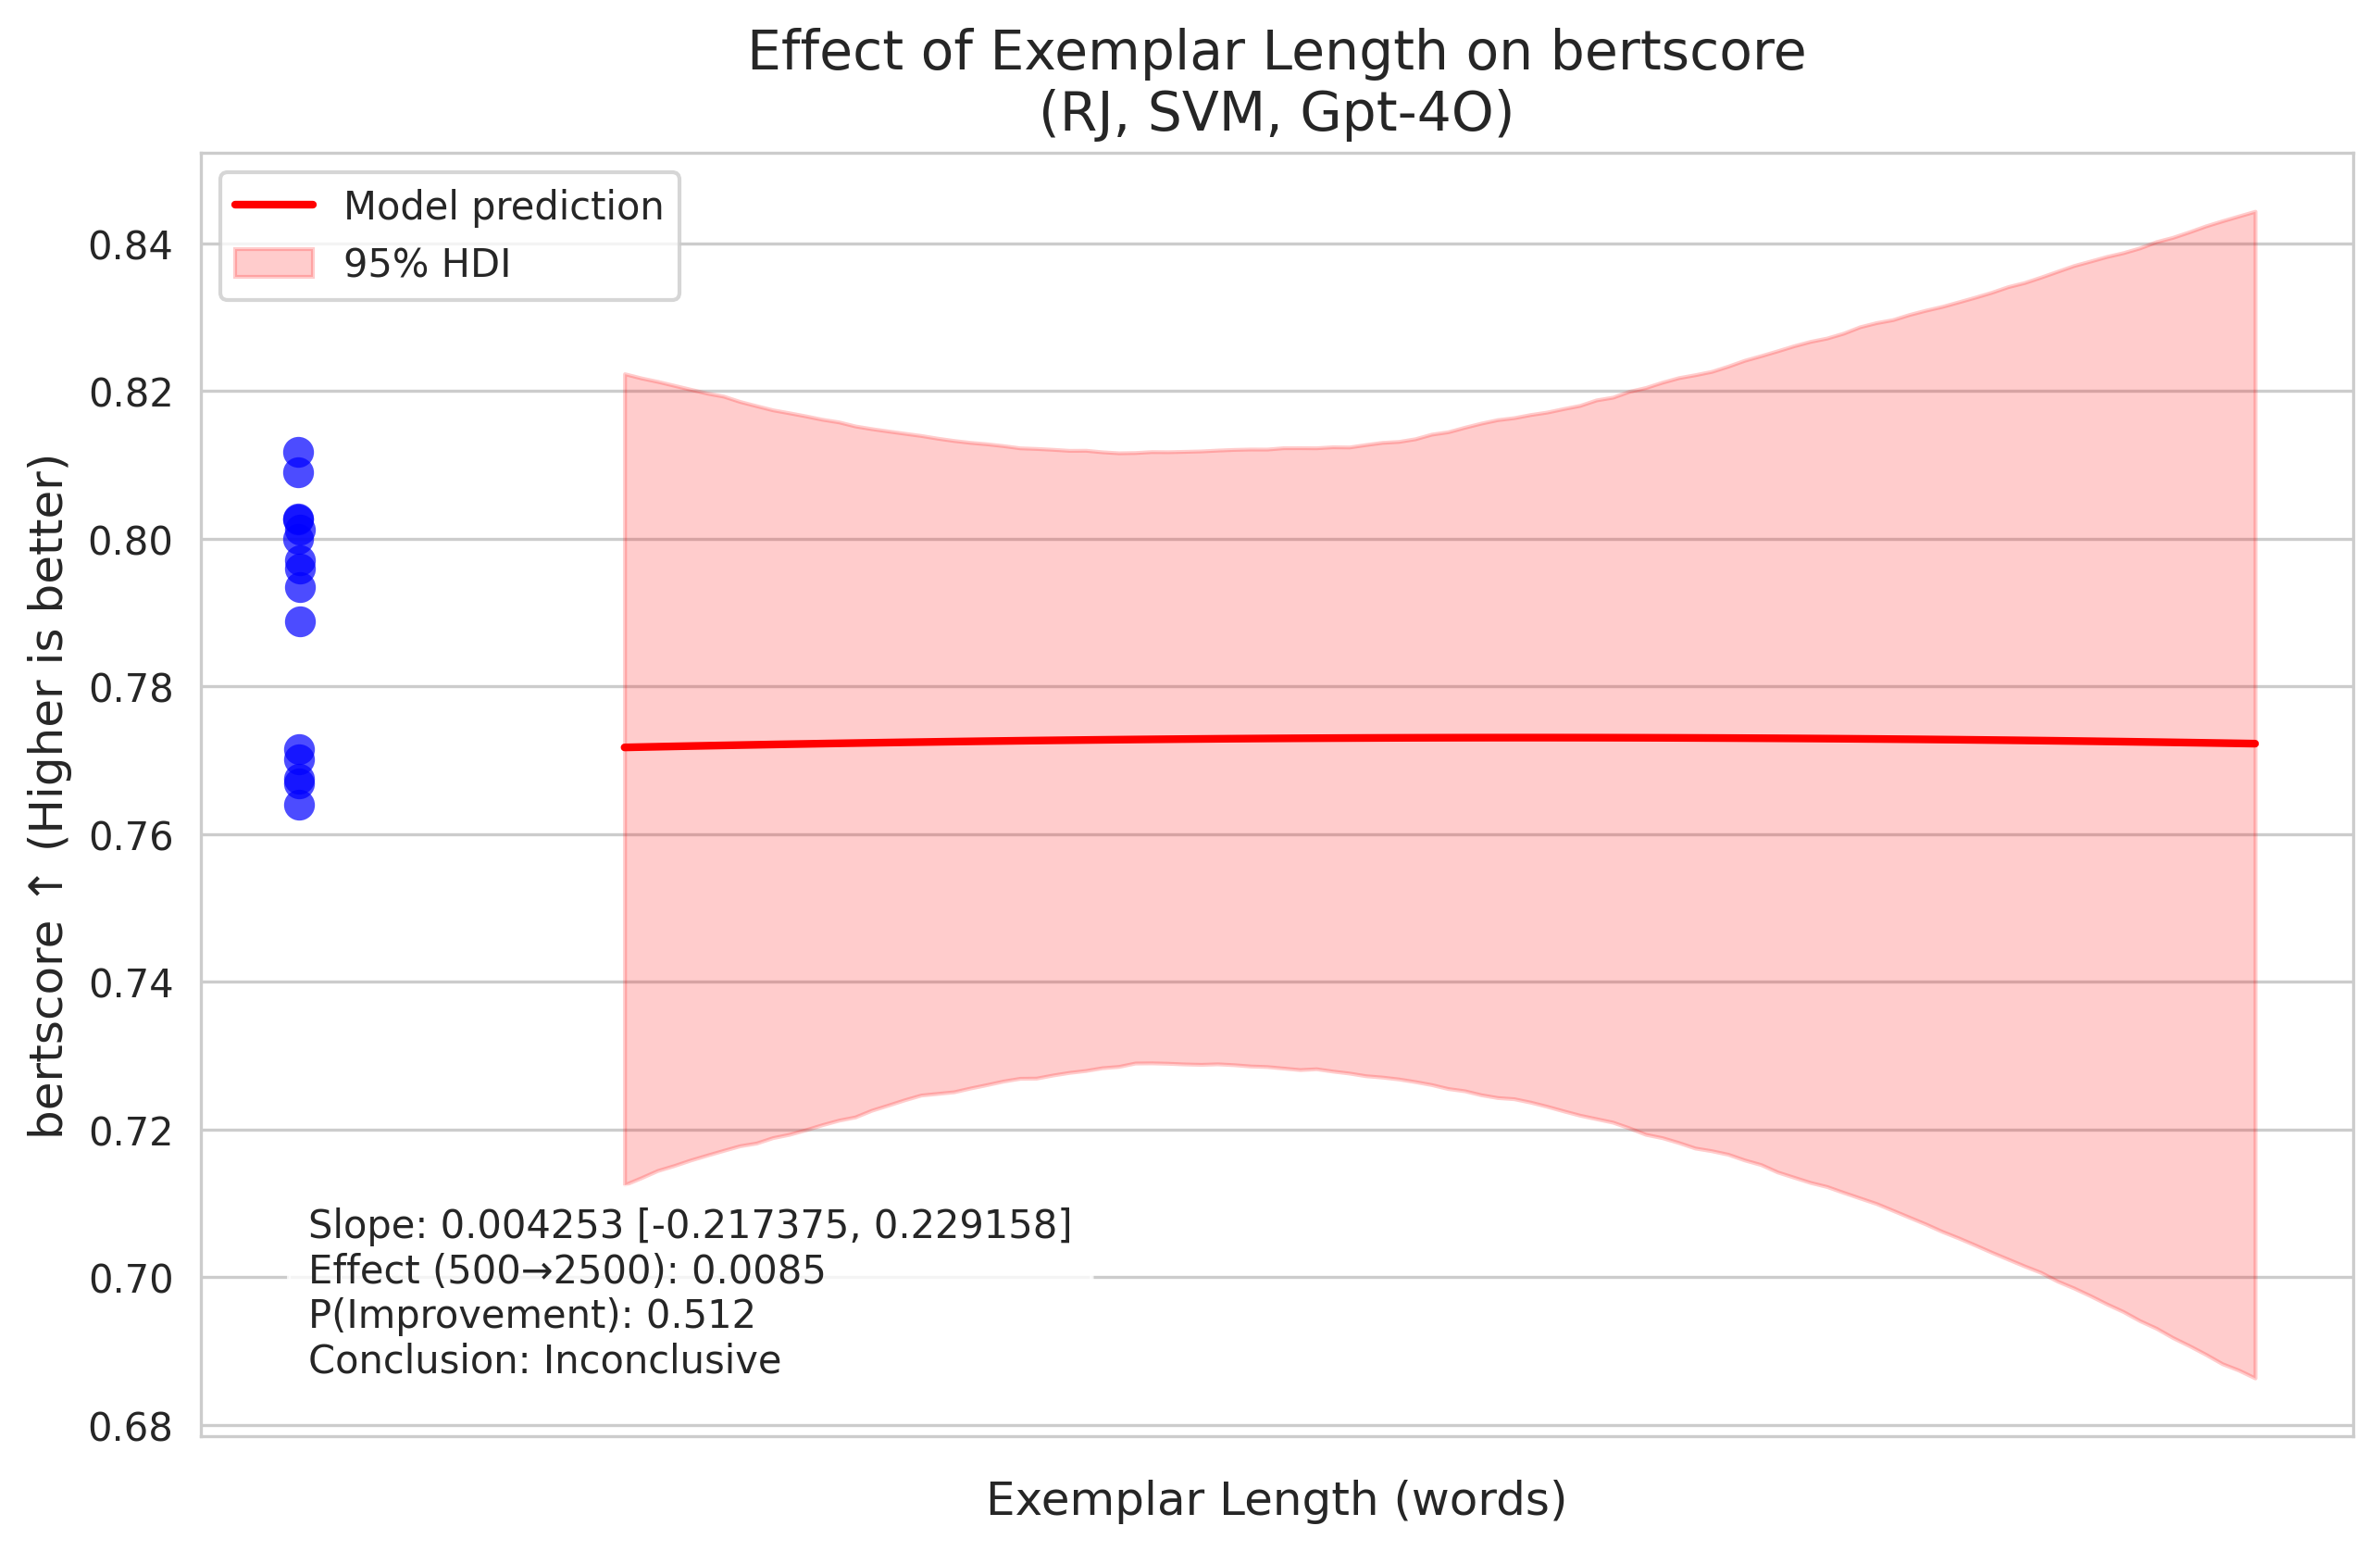 Effect of Exemplar Length on bertscore
(RJ, SVM, Gpt-4O)
Model prediction
95% HDI
bertscore ↑ (Higher is better)
0.84
0.82
0.80
0.78
0.76
0.74
0.72
0.70
0.68
Slope: 0.004253 [-0.217375, 0.229158]
Effect (500→2500): 0.0085
P(Improvement): 0.512
Conclusion: Inconclusive
Exemplar Length (words)